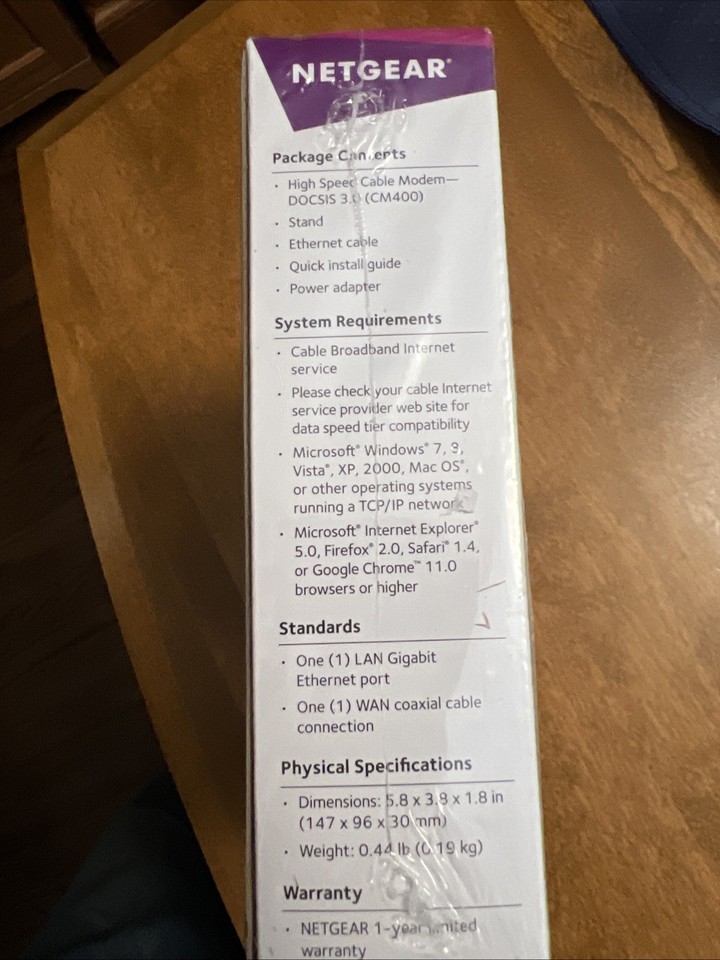 NETGEAR®
Package Contents
· High Speed Cable Modem—
DOCSIS 3.0 (CM400)
· Stand
· Ethernet cable
· Quick install guide
· Power adapter
System Requirements
· Cable Broadband Internet
service
· Please check your cable Internet
service provider web site for
data speed tier compatibility
· Microsoft® Windows® 7, 8,
Vista®, XP, 2000, Mac OS®,
or other operating systems
running a TCP/IP network
· Microsoft® Internet Explorer®
5.0, Firefox® 2.0, Safari® 1.4,
or Google Chrome™ 11.0
browsers or higher
Standards
· One (1) LAN Gigabit
Ethernet port
· One (1) WAN coaxial cable
connection
Physical Specifications
· Dimensions: 5.8 x 3.8 x 1.8 in
(147 x 96 x 30 mm)
· Weight: 0.44 lb (0.19 kg)
Warranty
· NETGEAR 1-year limited
warranty